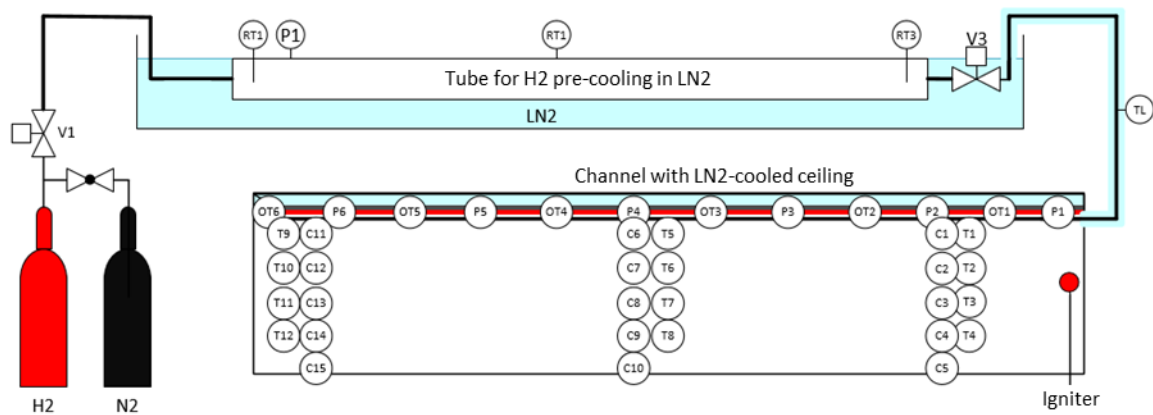 RT1 P1 RT1 RT3 V3
Tube for H2 pre-cooling in LN2
LN2
TL
V1
Channel with LN2-cooled ceiling
OT6 P6 OT5 P5 OT4 P4 OT3 P3 OT2 P2 OT1 P1
T9 C11 C6 T5 C1 T1
T10 C12 C7 T6 C2 T2
T11 C13 C8 T7 C3 T3
T12 C14 C9 T8 C4 T4
C15 C10 C5
Igniter
H2 N2